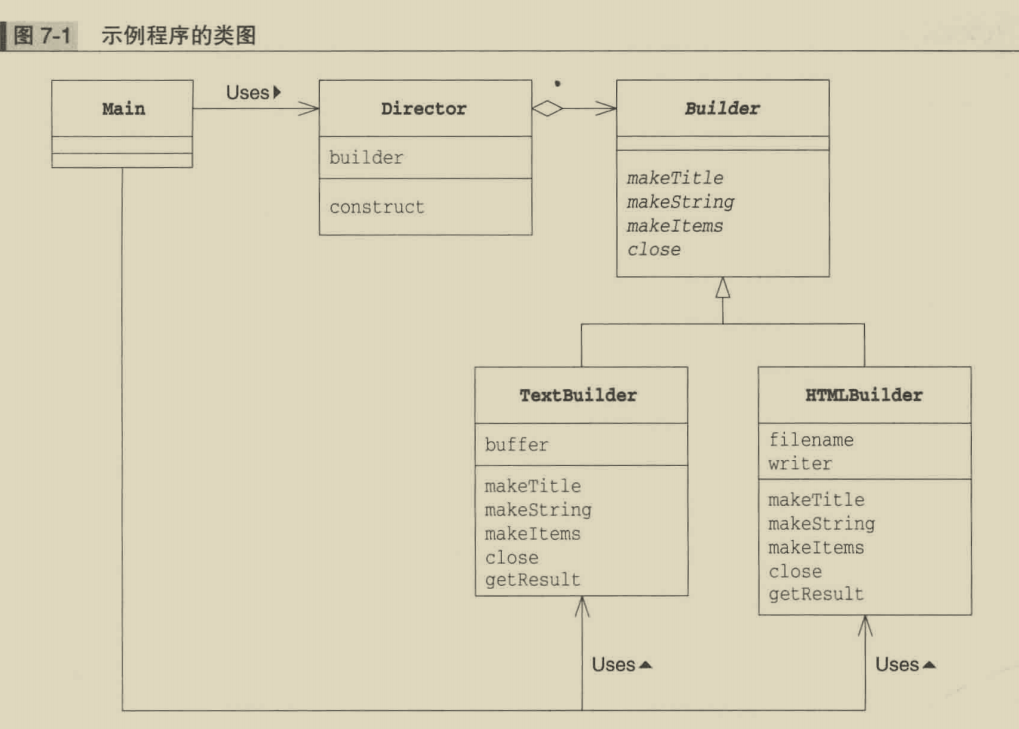 图 7-1 示例程序的类图
Main
Uses▶
Director
builder
construct
Builder
makeTitle
makeString
makeItems
close
TextBuilder
buffer
makeTitle
makeString
makeItems
close
getResult
HTMLBuilder
filename
writer
makeTitle
makeString
makeItems
close
getResult
Uses▲
Uses▲